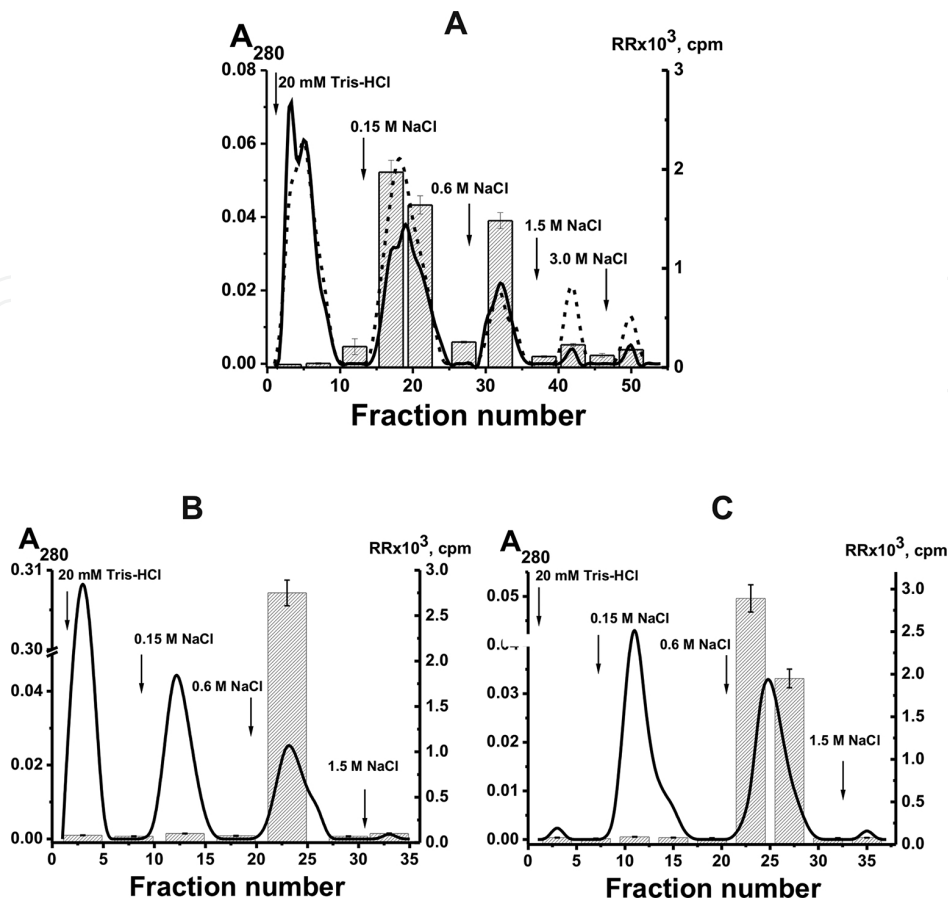 A
A280
RRx10³, cpm
0.08
3
20 mM Tris-HCl
0.15 M NaCl
0.06
2
0.6 M NaCl
0.04
1.5 M NaCl
3.0 M NaCl
1
0.02
0.00
0
0 10 20 30 40 50
Fraction number
B
A280
RRx10³, cpm
0.31
3.0
20 mM Tris-HCl
2.5
0.15 M NaCl
0.30
2.0
0.6 M NaCl
0.04
1.5
1.5 M NaCl
0.02
1.0
0.5
0.00
0.0
0 5 10 15 20 25 30 35
Fraction number
C
A280
RRx10³, cpm
20 mM Tris-HCl
0.05
3.0
0.15 M NaCl
2.5
0.6 M NaCl
2.0
0.03
1.5
1.5 M NaCl
0.02
1.0
0.01
0.5
0.00
0.0
0 5 10 15 20 25 30 35
Fraction number